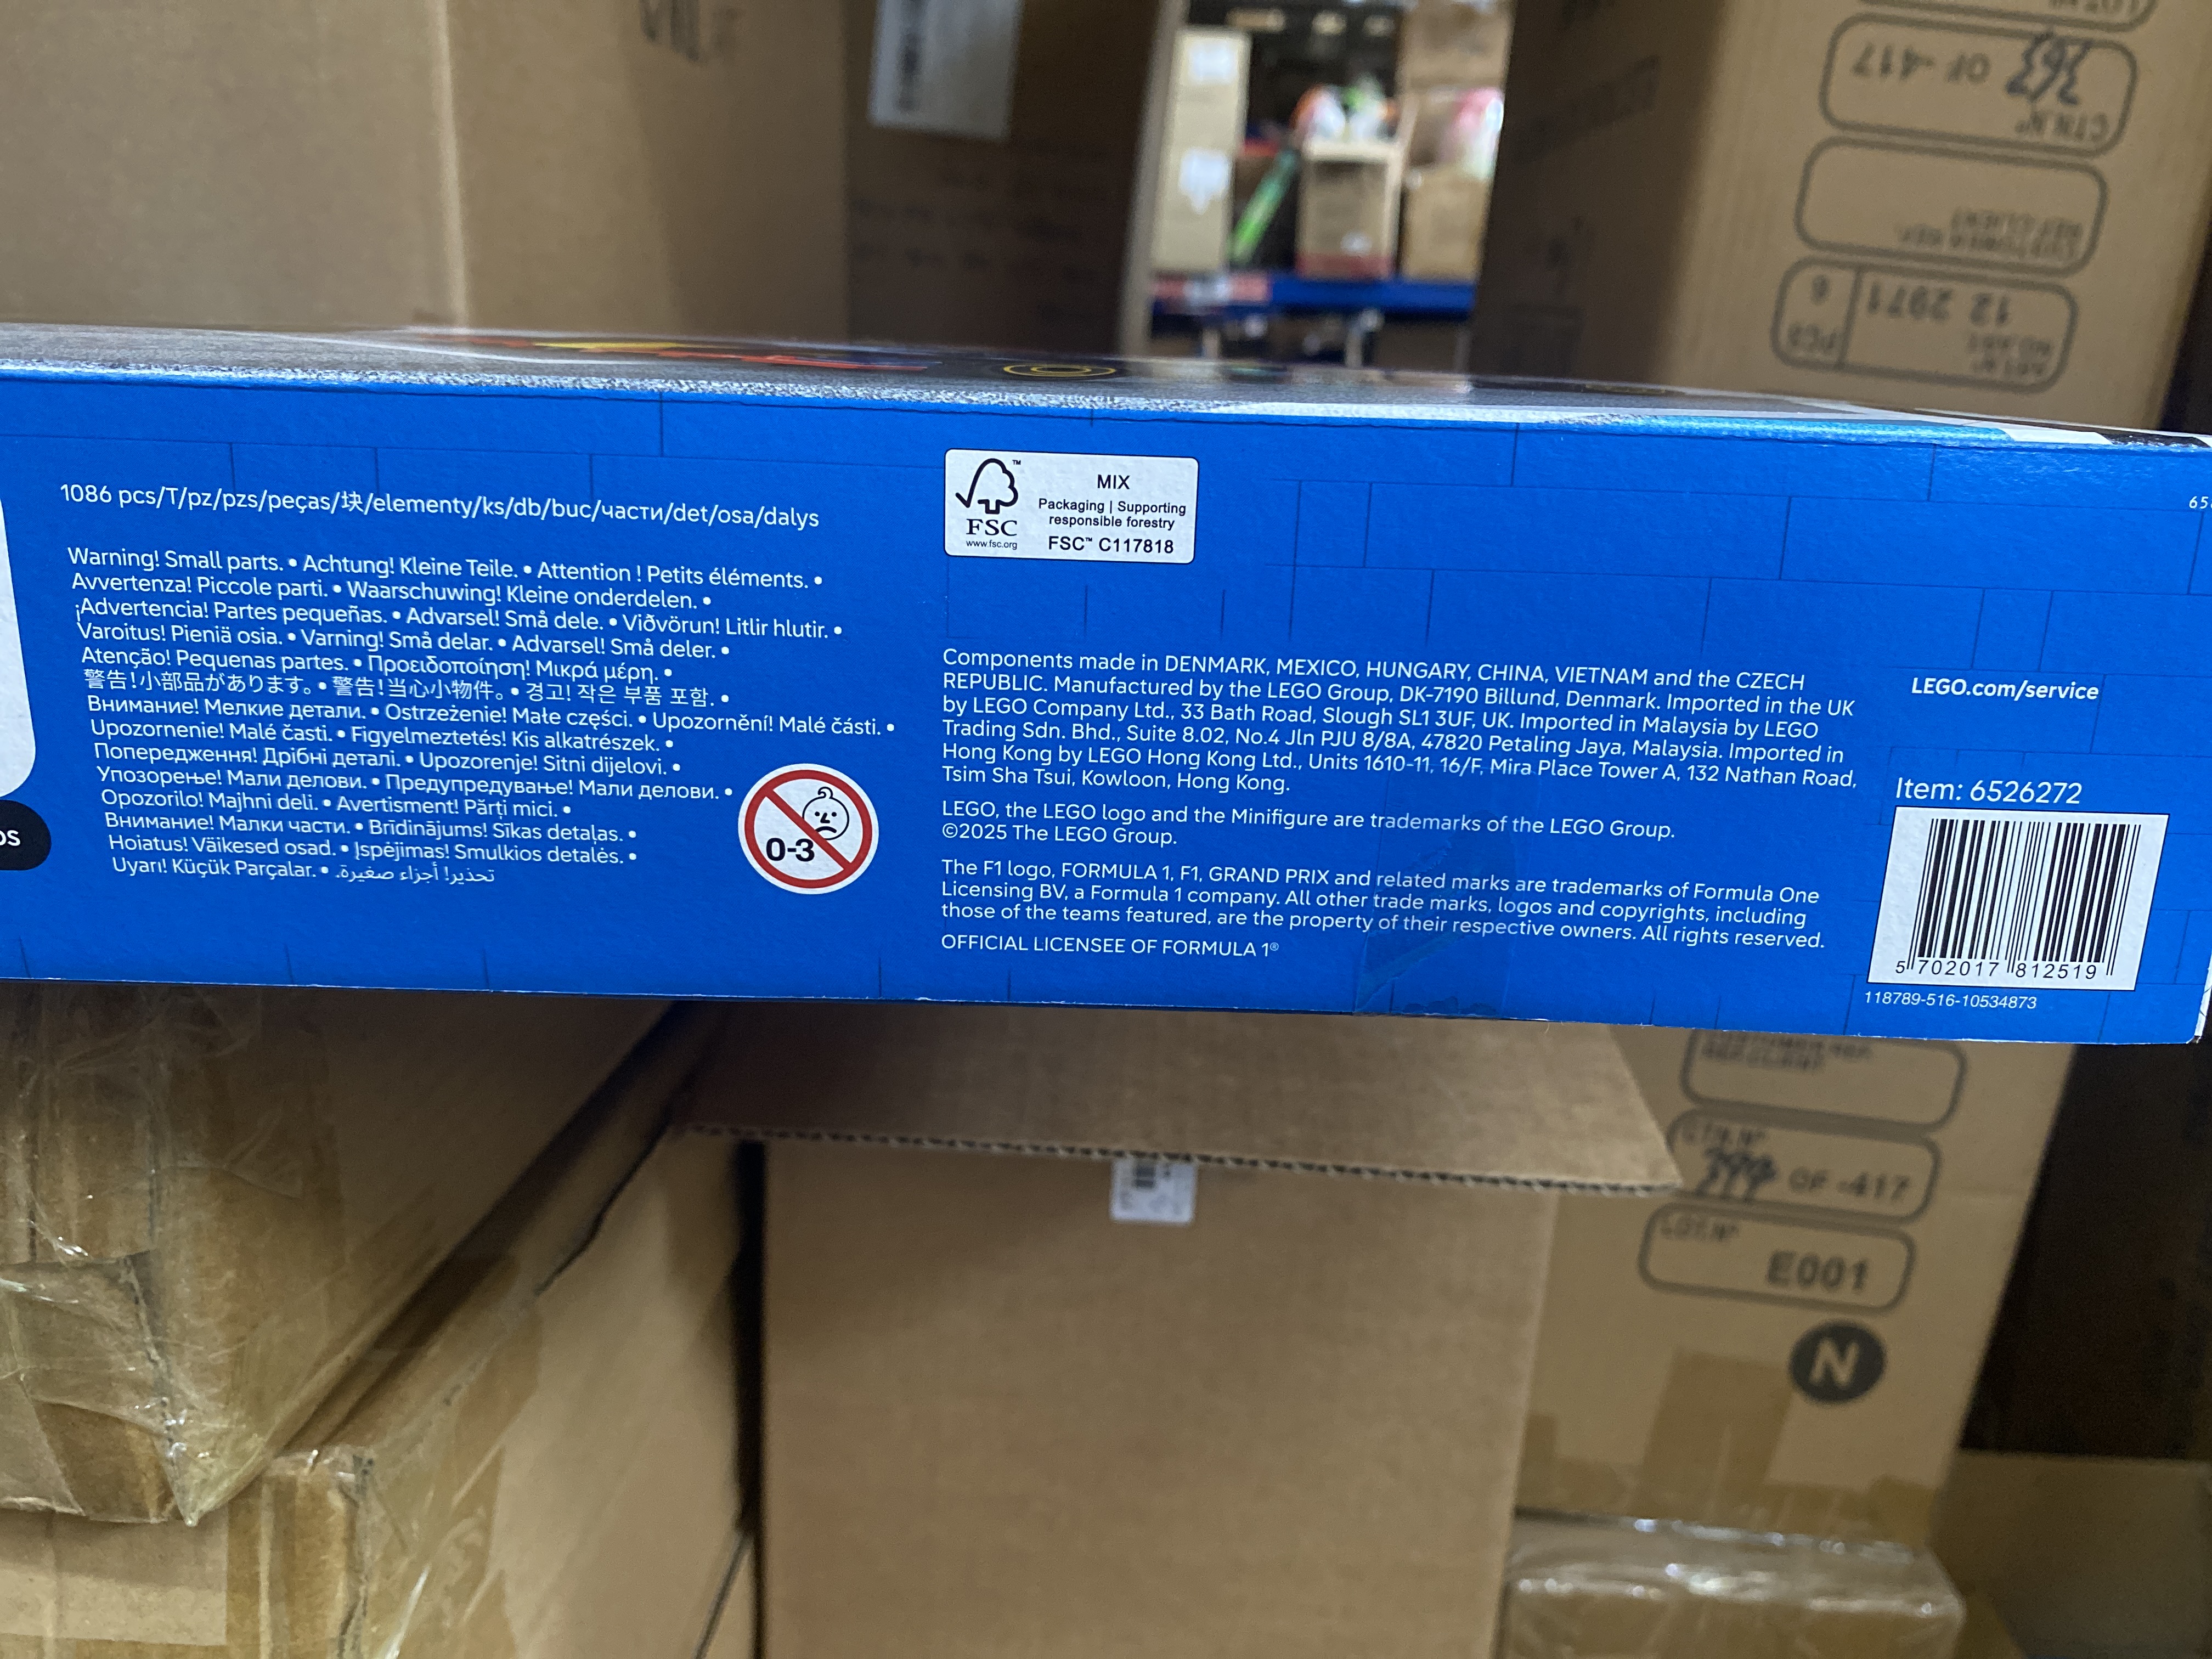 OF -417
CTN.Nº
12 2971
PCS
6
1086 pcs/T/pz/pzs/peças/块/elementy/ks/db/buc/части/det/osa/dalys
Warning! Small parts. • Achtung! Kleine Teile. • Attention ! Petits éléments. •
Avvertenza! Piccole parti. • Waarschuwing! Kleine onderdelen. •
¡Advertencia! Partes pequeñas. • Advarsel! Små dele. • Viðvörun! Litlir hlutir. •
Varoitus! Pieniä osia. • Varning! Små delar. • Advarsel! Små deler. •
Atenção! Pequenas partes. • Προειδοποίηση! Μικρά μέρη. •
警告!小部品があります。• 警告!当心小物件。• 경고! 작은 부품 포함. •
Внимание! Мелкие детали. • Ostrzeżenie! Małe części. • Upozornění! Malé části. •
Upozornenie! Malé časti. • Figyelmeztetés! Kis alkatrészek. •
Попередження! Дрібні деталі. • Upozorenje! Sitni dijelovi. •
Упозорење! Мали делови. • Предупредување! Мали делови. •
Opozorilo! Majhni deli. • Avertisment! Părți mici. •
Внимание! Малки части. • Brīdinājums! Sīkas detaļas. •
Hoiatus! Väikesed osad. • Įspėjimas! Smulkios detalės. •
Uyarı! Küçük Parçalar. • تحذير! أجزاء صغيرة.
0-3
FSC
www.fsc.org
MIX
Packaging | Supporting
responsible forestry
FSC™ C117818
Components made in DENMARK, MEXICO, HUNGARY, CHINA, VIETNAM and the CZECH
REPUBLIC. Manufactured by the LEGO Group, DK-7190 Billund, Denmark. Imported in the UK
by LEGO Company Ltd., 33 Bath Road, Slough SL1 3UF, UK. Imported in Malaysia by LEGO
Trading Sdn. Bhd., Suite 8.02, No.4 Jln PJU 8/8A, 47820 Petaling Jaya, Malaysia. Imported in
Hong Kong by LEGO Hong Kong Ltd., Units 1610-11, 16/F, Mira Place Tower A, 132 Nathan Road,
Tsim Sha Tsui, Kowloon, Hong Kong.
LEGO, the LEGO logo and the Minifigure are trademarks of the LEGO Group.
©2025 The LEGO Group.
The F1 logo, FORMULA 1, F1, GRAND PRIX and related marks are trademarks of Formula One
Licensing BV, a Formula 1 company. All other trade marks, logos and copyrights, including
those of the teams featured, are the property of their respective owners. All rights reserved.
OFFICIAL LICENSEE OF FORMULA 1®
LEGO.com/service
Item: 6526272
5 702017 812519
118789-516-10534873
CTN.Nº
OF -417
LOT.Nº
E001
N